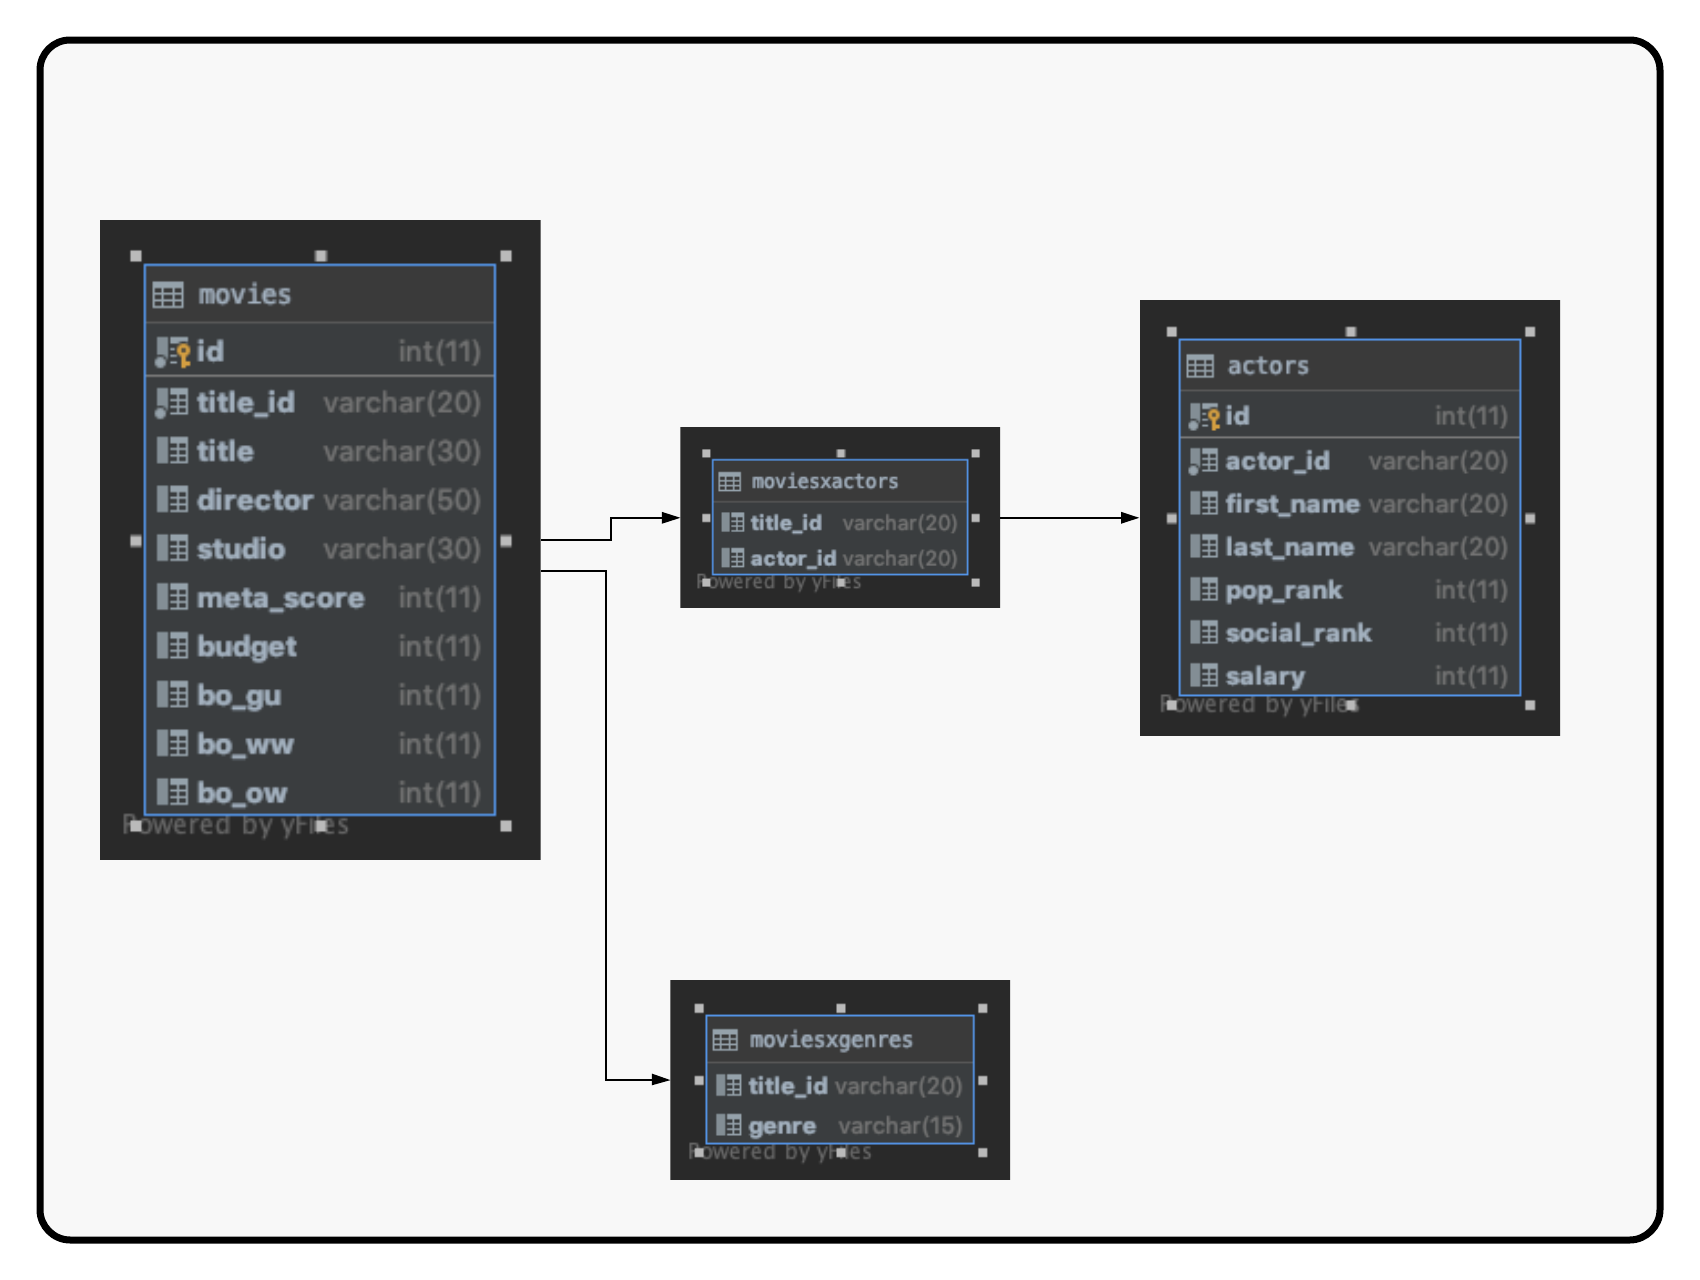 movies
id int(11)
title_id varchar(20)
title varchar(30)
director varchar(50)
studio varchar(30)
meta_score int(11)
budget int(11)
bo_gu int(11)
bo_ww int(11)
bo_ow int(11)
Powered by yFiles
moviesxactors
title_id varchar(20)
actor_id varchar(20)
Powered by yFiles
actors
id int(11)
actor_id varchar(20)
first_name varchar(20)
last_name varchar(20)
pop_rank int(11)
social_rank int(11)
salary int(11)
Powered by yFiles
moviesxgenres
title_id varchar(20)
genre varchar(15)
Powered by yFiles